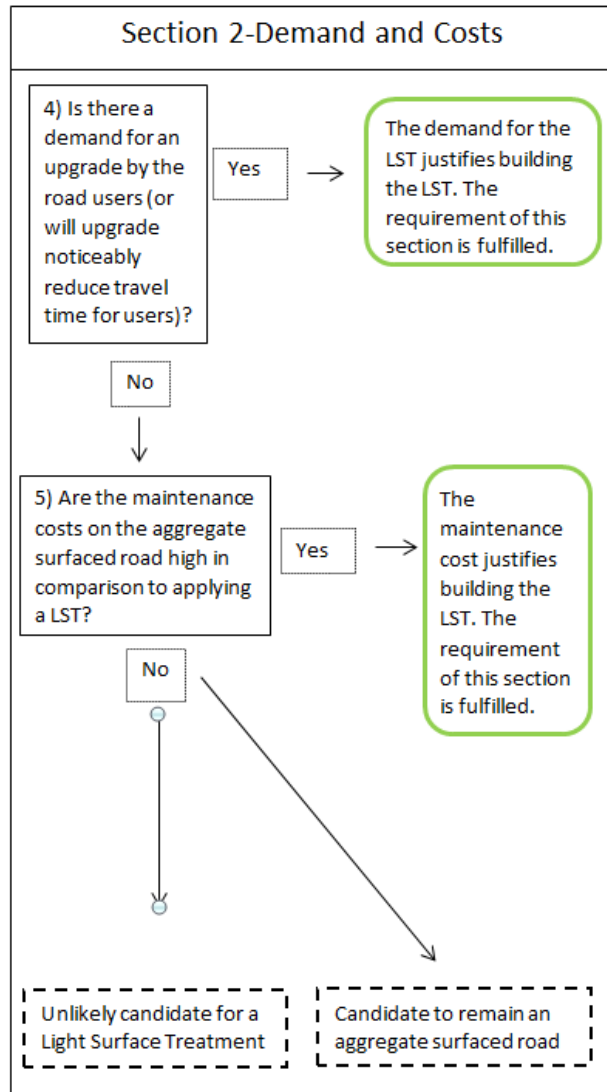 Section 2-Demand and Costs
4) Is there a
demand for an
upgrade by the
road users (or
will upgrade
noticeably
reduce travel
time for users)?
Yes
The demand for the
LST justifies building
the LST. The
requirement of this
section is fulfilled.
No
5) Are the maintenance
costs on the aggregate
surfaced road high in
comparison to applying
a LST?
Yes
The
maintenance
cost justifies
building the
LST. The
requirement
of this section
is fulfilled.
No
Unlikely candidate for a
Light Surface Treatment
Candidate to remain an
aggregate surfaced road